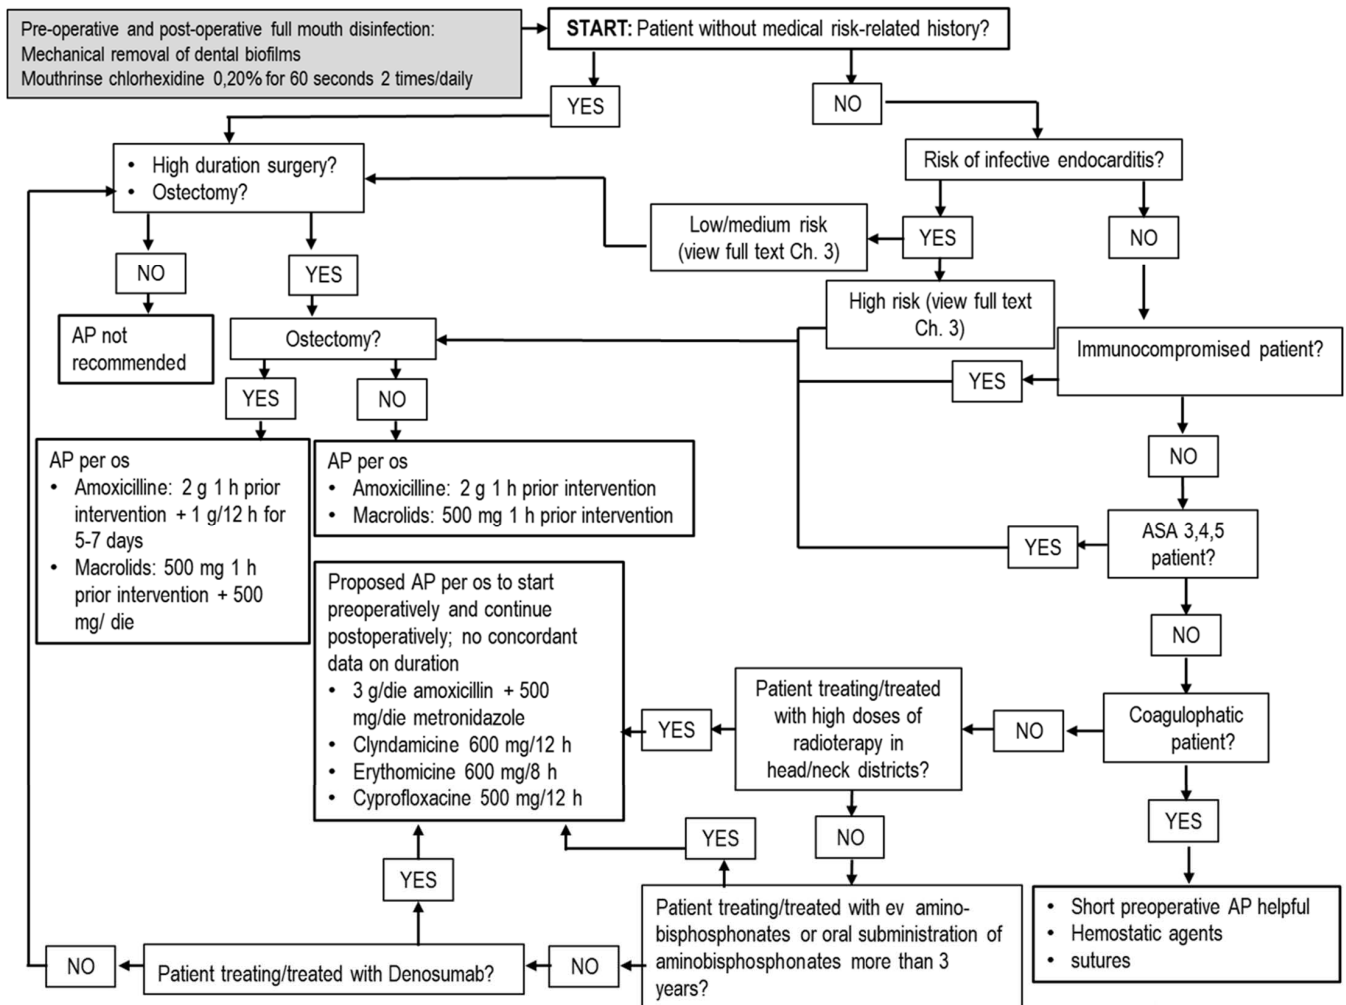 Pre-operative and post-operative full mouth disinfection:
Mechanical removal of dental biofilms
Mouthrinse chlorhexidine 0,20% for 60 seconds 2 times/daily
START: Patient without medical risk-related history?
YES
NO
• High duration surgery?
• Ostectomy?
Risk of infective endocarditis?
Low/medium risk
(view full text Ch. 3)
YES
NO
NO
YES
High risk (view full text
Ch. 3)
AP not
recommended
Ostectomy?
Immunocompromised patient?
YES
YES
NO
NO
AP per os
• Amoxicilline: 2 g 1 h prior
intervention + 1 g/12 h for
5-7 days
• Macrolids: 500 mg 1 h
prior intervention + 500
mg/ die
AP per os
• Amoxicilline: 2 g 1 h prior intervention
• Macrolids: 500 mg 1 h prior intervention
YES
ASA 3,4,5
patient?
NO
Proposed AP per os to start
preoperatively and continue
postoperatively; no concordant
data on duration
• 3 g/die amoxicillin + 500
mg/die metronidazole
• Clyndamicine 600 mg/12 h
• Erythomicine 600 mg/8 h
• Cyprofloxacine 500 mg/12 h
YES
Patient treating/treated
with high doses of
radioterapy in
head/neck districts?
NO
Coagulophatic
patient?
YES
NO
YES
YES
Patient treating/treated with ev amino-
bisphosphonates or oral subministration of
aminobisphosphonates more than 3
years?
• Short preoperative AP helpful
• Hemostatic agents
• sutures
NO
Patient treating/treated with Denosumab?
NO